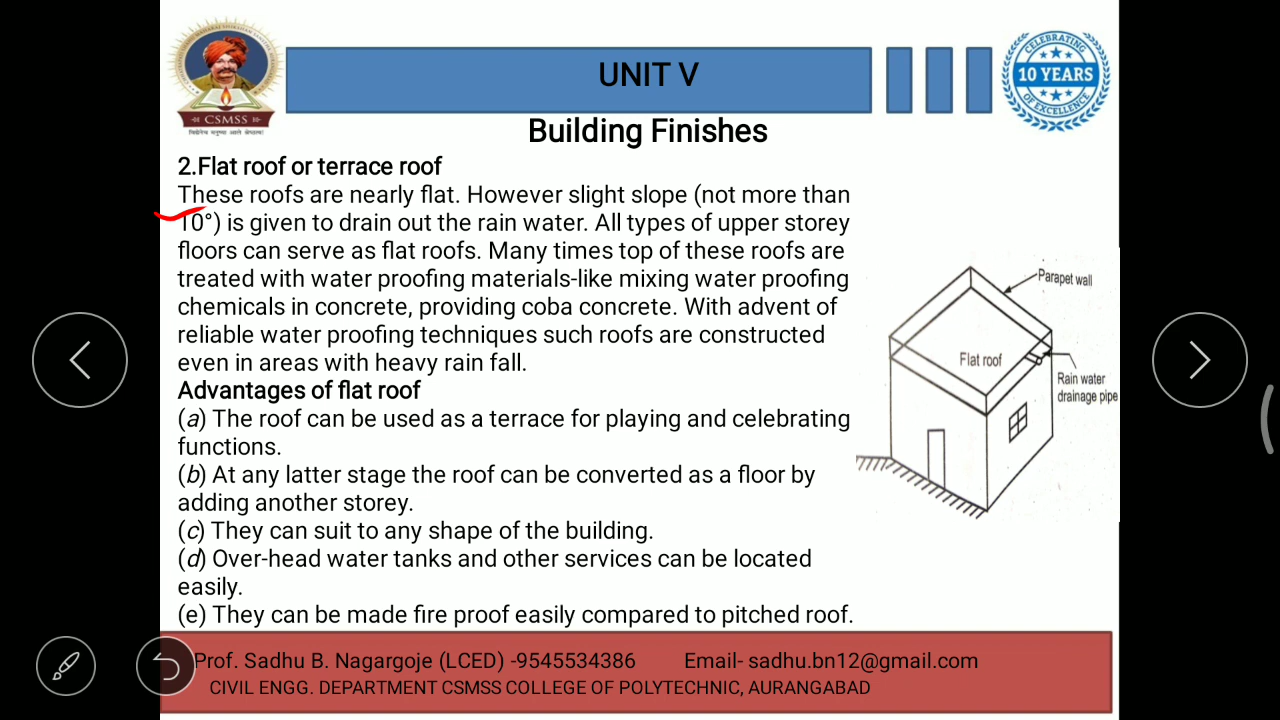 UNIT V
CELEBRATING
10 YEARS
OF EXCELLENCE
CSMSS
Building Finishes
2.Flat roof or terrace roof
These roofs are nearly flat. However slight slope (not more than
10°) is given to drain out the rain water. All types of upper storey
floors can serve as flat roofs. Many times top of these roofs are
treated with water proofing materials-like mixing water proofing
chemicals in concrete, providing coba concrete. With advent of
reliable water proofing techniques such roofs are constructed
even in areas with heavy rain fall.
Advantages of flat roof
(a) The roof can be used as a terrace for playing and celebrating
functions.
(b) At any latter stage the roof can be converted as a floor by
adding another storey.
(c) They can suit to any shape of the building.
(d) Over-head water tanks and other services can be located
easily.
(e) They can be made fire proof easily compared to pitched roof.
Parapet wall
Flat roof
Rain water
drainage pipe
Prof. Sadhu B. Nagargoje (LCED) -9545534386 Email- sadhu.bn12@gmail.com
CIVIL ENGG. DEPARTMENT CSMSS COLLEGE OF POLYTECHNIC, AURANGABAD